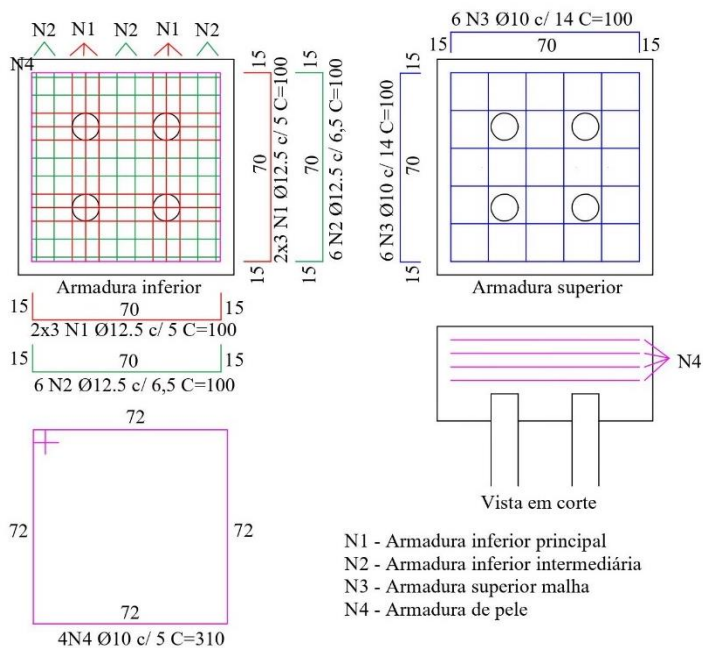 N2 N1 N2 N1 N2
N4
15
70
15
2x3 N1 Ø12.5 c/ 5 C=100
15
70
15
6 N2 Ø12.5 c/ 6,5 C=100
Armadura inferior
15 70 15
2x3 N1 Ø12.5 c/ 5 C=100
15 70 15
6 N2 Ø12.5 c/ 6,5 C=100
6 N3 Ø10 c/ 14 C=100
15 70 15
15
70
15
6 N3 Ø10 c/ 14 C=100
Armadura superior
N4
Vista em corte
72
72
72
72
4N4 Ø10 c/ 5 C=310
N1 - Armadura inferior principal
N2 - Armadura inferior intermediária
N3 - Armadura superior malha
N4 - Armadura de pele